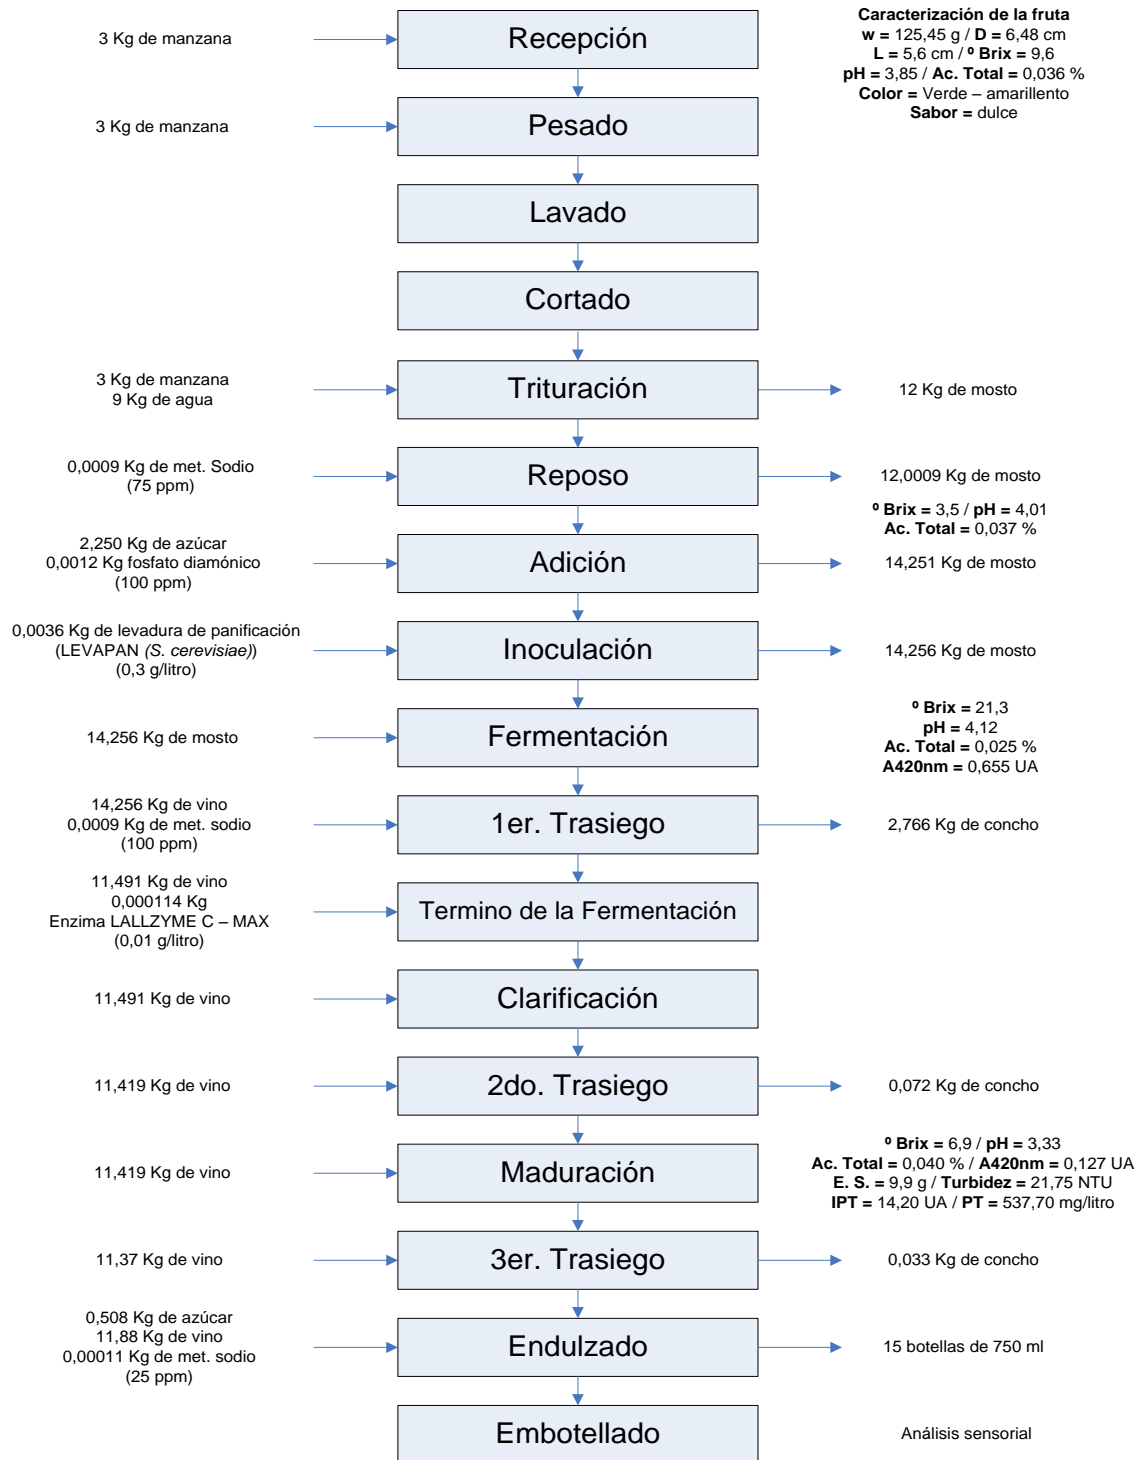 3 Kg de manzana
Recepción
Caracterización de la fruta
w = 125,45 g / D = 6,48 cm
L = 5,6 cm / º Brix = 9,6
pH = 3,85 / Ac. Total = 0,036 %
Color = Verde – amarillento
Sabor = dulce
3 Kg de manzana
Pesado
Lavado
Cortado
3 Kg de manzana
9 Kg de agua
Trituración
12 Kg de mosto
0,0009 Kg de met. Sodio
(75 ppm)
Reposo
12,0009 Kg de mosto
º Brix = 3,5 / pH = 4,01
Ac. Total = 0,037 %
2,250 Kg de azúcar
0,0012 Kg fosfato diamónico
(100 ppm)
Adición
14,251 Kg de mosto
0,0036 Kg de levadura de panificación
(LEVAPAN (S. cerevisiae))
(0,3 g/litro)
Inoculación
14,256 Kg de mosto
14,256 Kg de mosto
Fermentación
º Brix = 21,3
pH = 4,12
Ac. Total = 0,025 %
A420nm = 0,655 UA
14,256 Kg de vino
0,0009 Kg de met. sodio
(100 ppm)
1er. Trasiego
2,766 Kg de concho
11,491 Kg de vino
0,000114 Kg
Enzima LALLZYME C – MAX
(0,01 g/litro)
Termino de la Fermentación
11,491 Kg de vino
Clarificación
11,419 Kg de vino
2do. Trasiego
0,072 Kg de concho
11,419 Kg de vino
Maduración
º Brix = 6,9 / pH = 3,33
Ac. Total = 0,040 % / A420nm = 0,127 UA
E. S. = 9,9 g / Turbidez = 21,75 NTU
IPT = 14,20 UA / PT = 537,70 mg/litro
11,37 Kg de vino
3er. Trasiego
0,033 Kg de concho
0,508 Kg de azúcar
11,88 Kg de vino
0,00011 Kg de met. sodio
(25 ppm)
Endulzado
15 botellas de 750 ml
Embotellado
Análisis sensorial